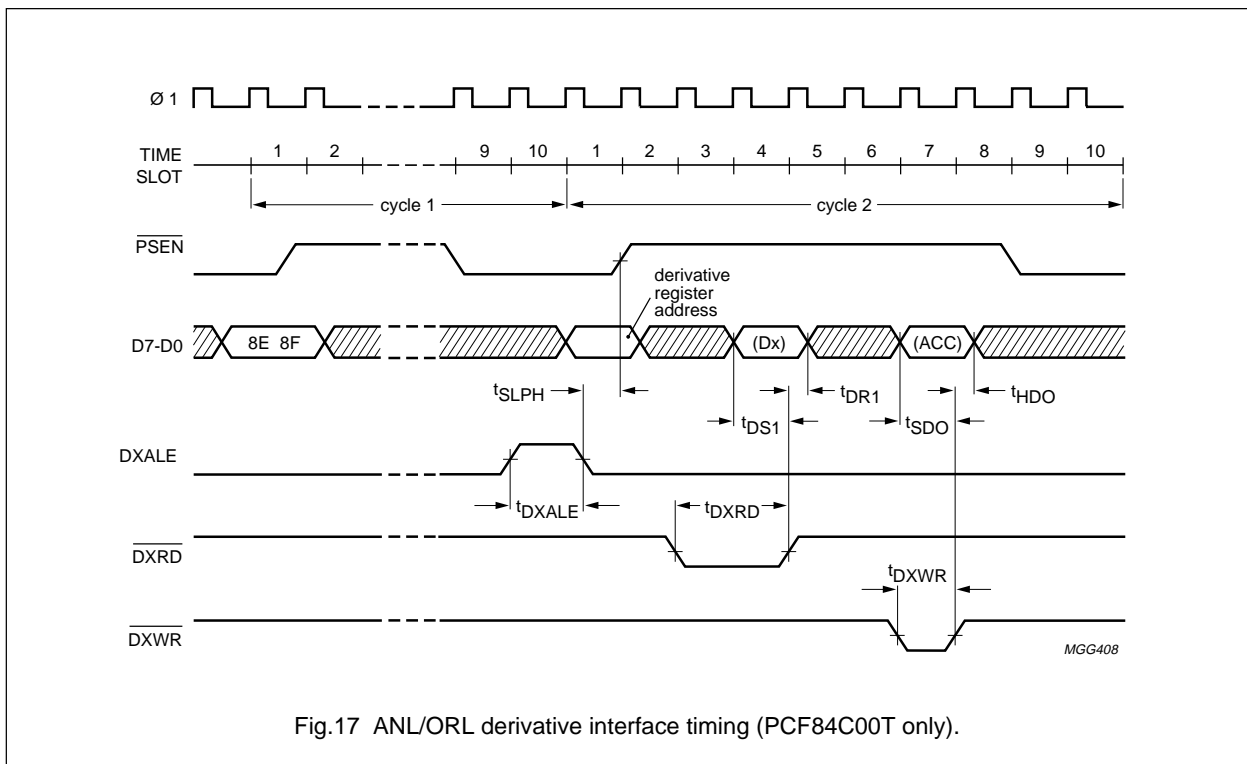 Ø 1
TIME
SLOT
1 2 9 10 1 2 3 4 5 6 7 8 9 10
cycle 1 cycle 2
PSEN
derivative
register
address
D7-D0 8E 8F (Dx) (ACC)
tSLPH tDR1 tHDO
tDS1 tSDO
DXALE
tDXALE tDXRD
DXRD
tDXWR
DXWR
MGG408
Fig.17 ANL/ORL derivative interface timing (PCF84C00T only).